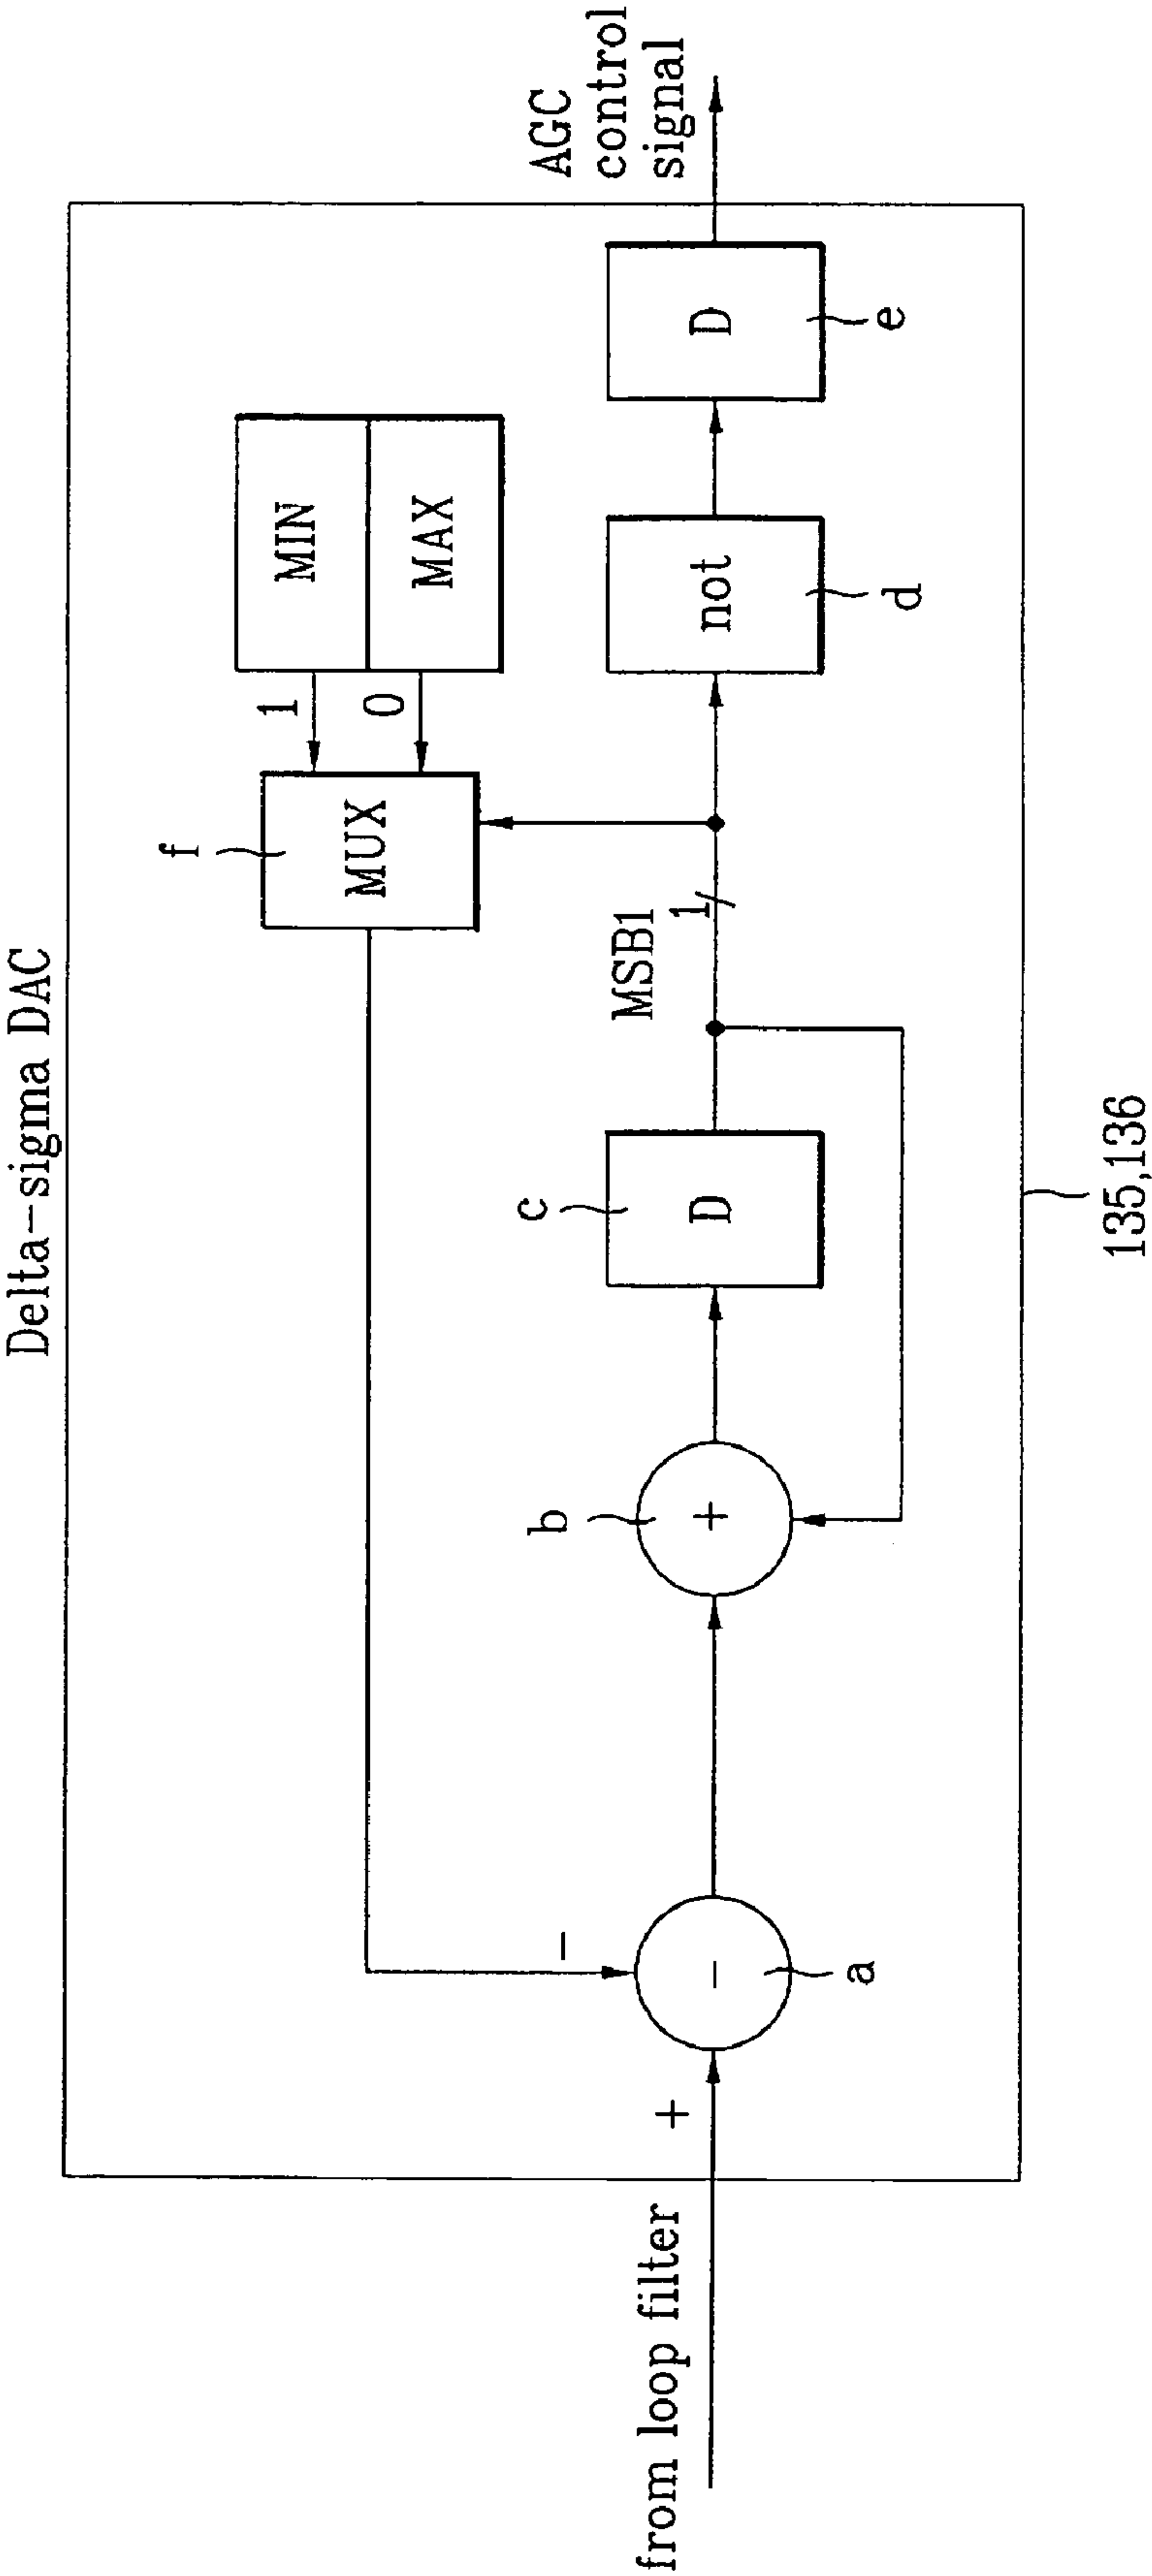 Delta-sigma DAC
from loop filter
+
-
-
a
b
+
c
D
MSB1
1
f
MUX
1
0
MIN
MAX
not
d
D
e
AGC
control
signal
135,136